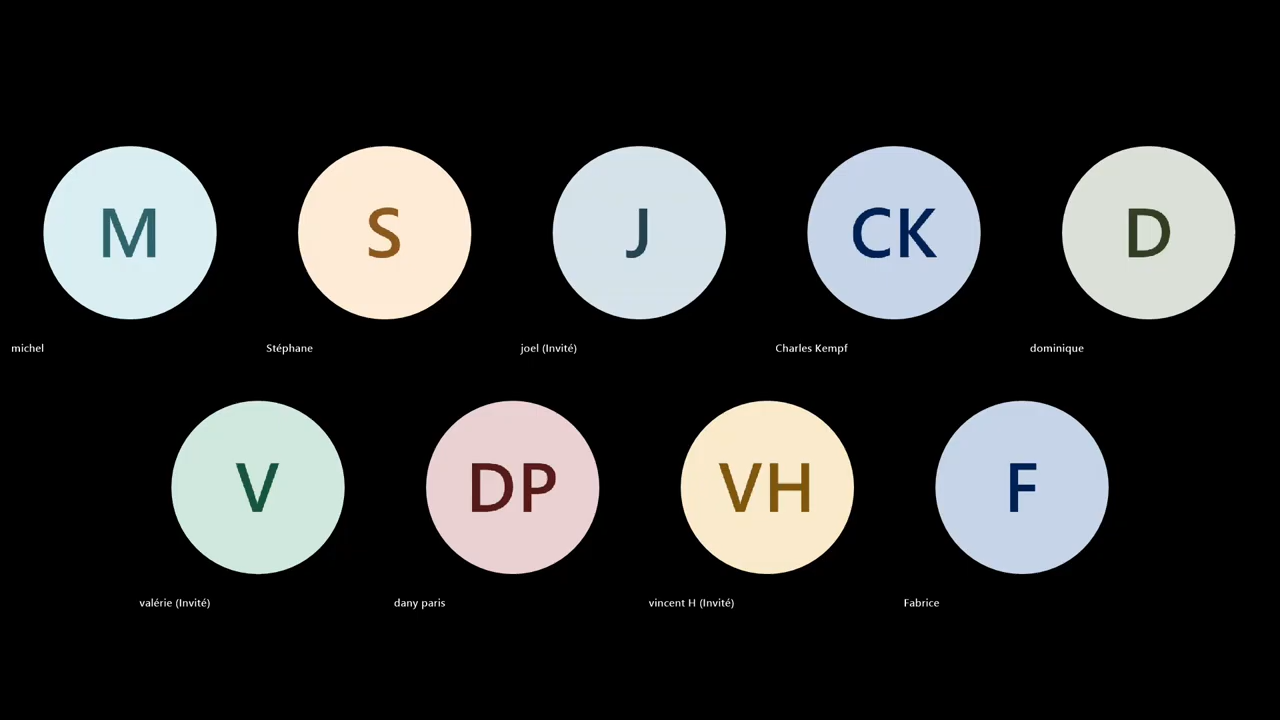 M
S
J
CK
D
michel
Stéphane
joel (Invité)
Charles Kempf
dominique
V
DP
VH
F
valérie (Invité)
dany paris
vincent H (Invité)
Fabrice